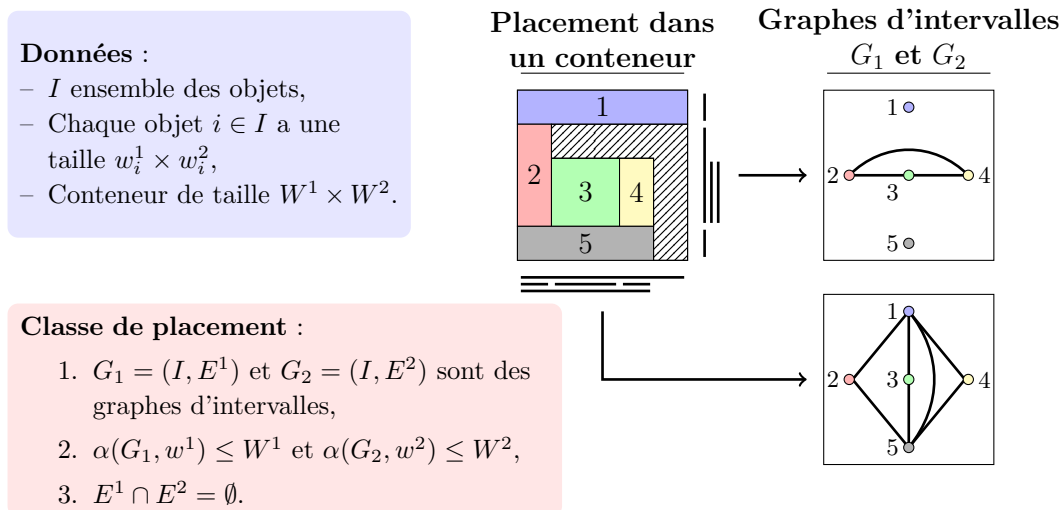 Données :
– I ensemble des objets,
– Chaque objet i ∈ I a une
taille w_i^1 × w_i^2,
– Conteneur de taille W^1 × W^2.
Classe de placement :
1. G_1 = (I, E^1) et G_2 = (I, E^2) sont des
graphes d'intervalles,
2. α(G_1, w^1) ≤ W^1 et α(G_2, w^2) ≤ W^2,
3. E^1 ∩ E^2 = ∅.
Placement dans
un conteneur
1
2
3
4
5
Graphes d'intervalles
G_1 et G_2
1
2
3
4
5
1
2
3
4
5